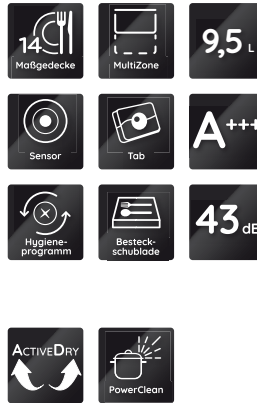 14
Maßgedecke
MultiZone
9,5 L
Sensor
Tab
A+++
Hygiene-
programm
Besteck-
schublade
43 dB
ACTIVEDRY
PowerClean